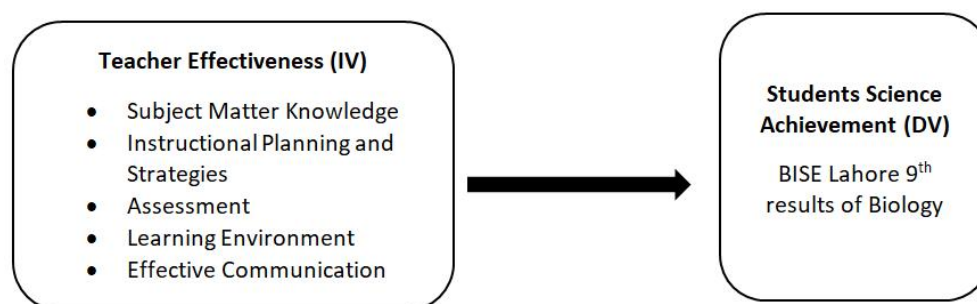 Teacher Effectiveness (IV)
• Subject Matter Knowledge
• Instructional Planning and
Strategies
• Assessment
• Learning Environment
• Effective Communication
Students Science
Achievement (DV)
BISE Lahore 9th
results of Biology